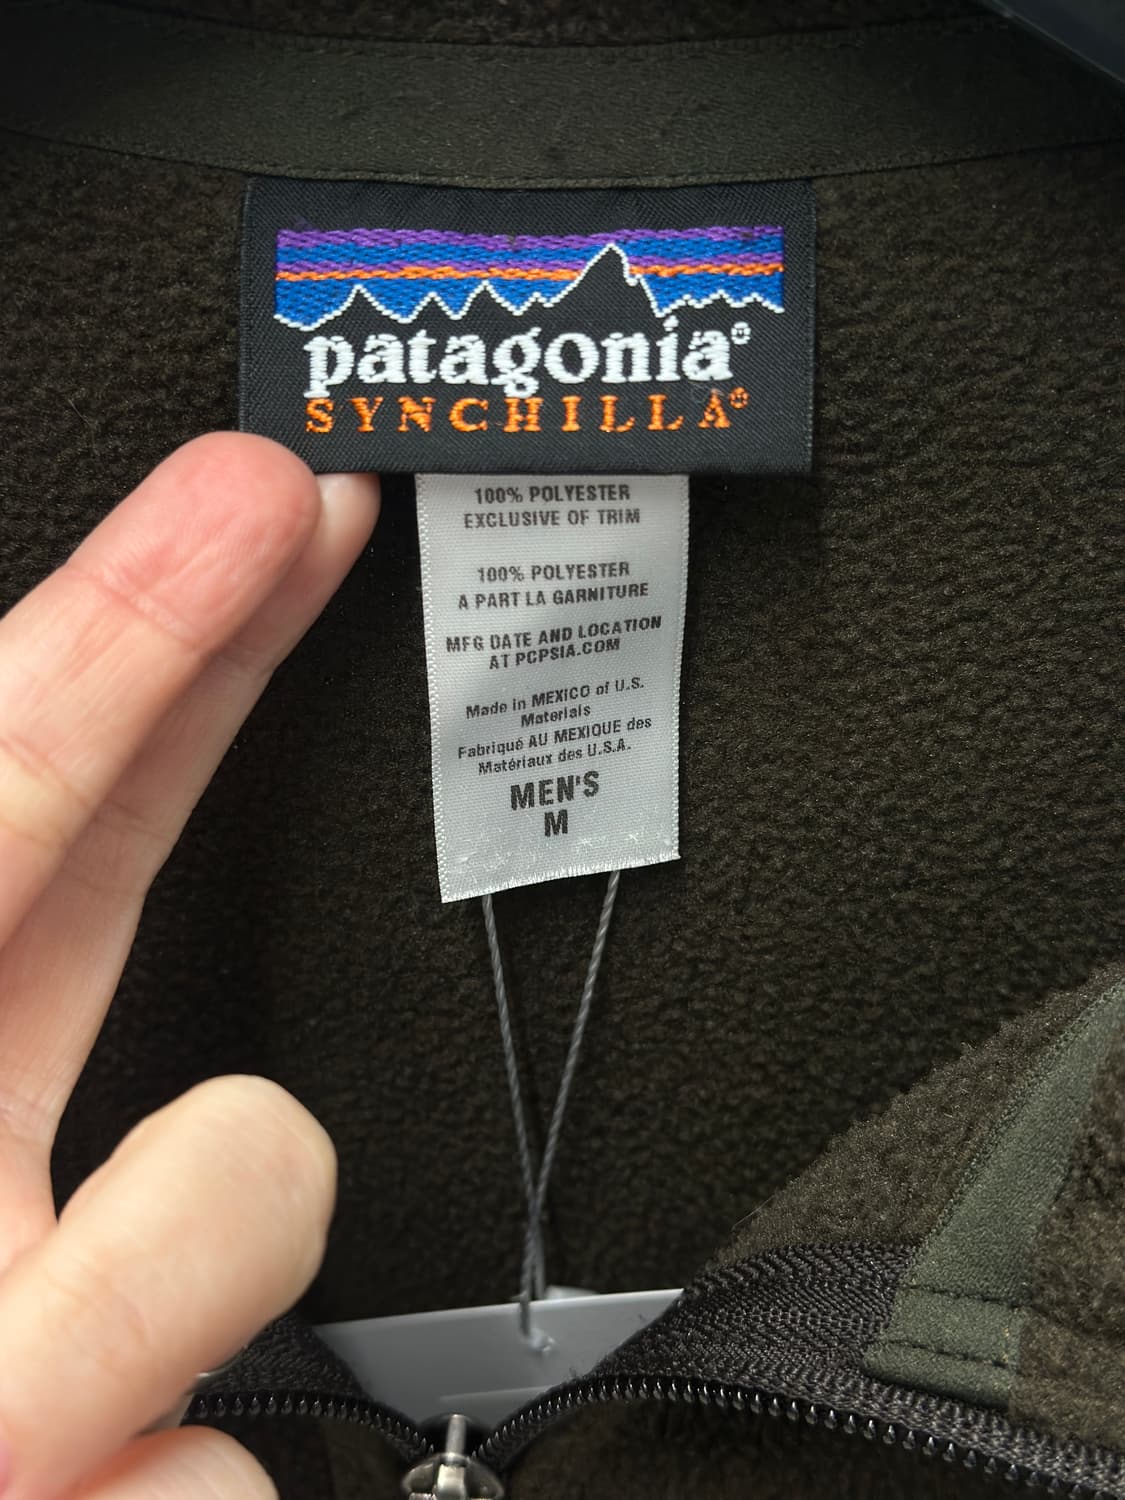 patagonia®
SYNCHILLA®
100% POLYESTER
EXCLUSIVE OF TRIM
100% POLYESTER
A PART LA GARNITURE
MFG DATE AND LOCATION
AT PCPSIA.COM
Made in MEXICO of U.S.
Materials
Fabriqué AU MEXIQUE des
Matériaux des U.S.A.
MEN'S
M